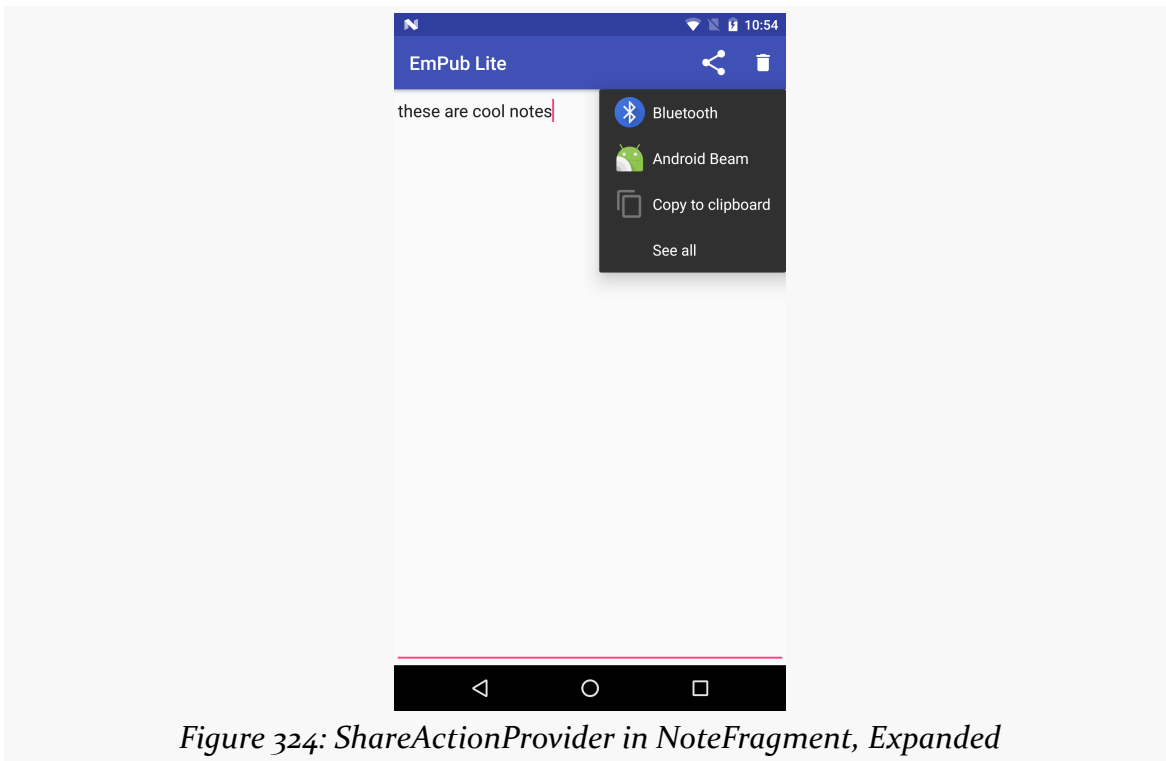 10:54
EmPub Lite
these are cool notes
Bluetooth
Android Beam
Copy to clipboard
See all
Figure 324: ShareActionProvider in NoteFragment, Expanded